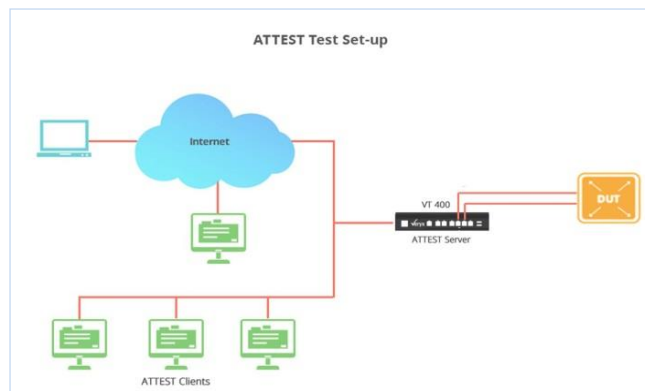 ATTEST Test Set-up
Internet
VT 400
ATTEST Server
DUT
ATTEST Clients